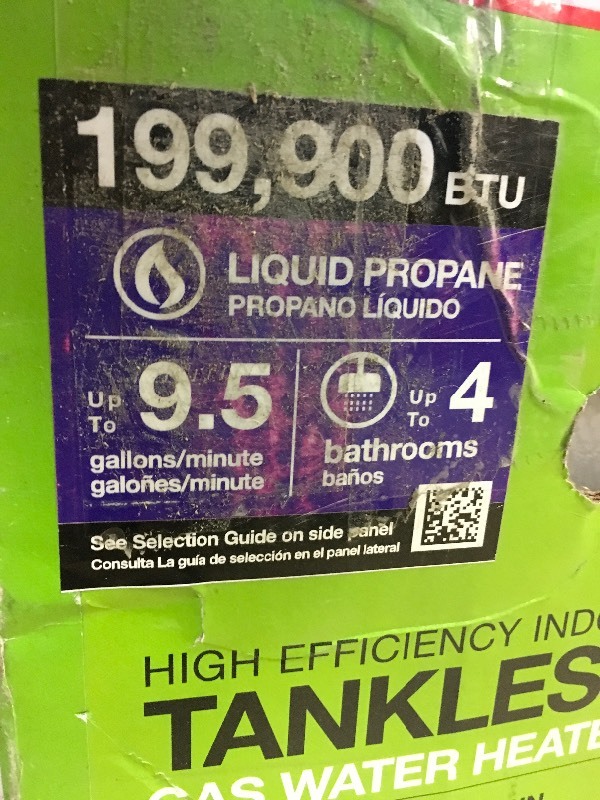 199,900 BTU
LIQUID PROPANE
PROPANO LÍQUIDO
Up To 9.5
gallons/minute
galoñes/minute
Up To 4
bathrooms
baños
See Selection Guide on side panel
Consulta La guía de selección en el panel lateral
HIGH EFFICIENCY INDO
TANKLES
GAS WATER HEATE